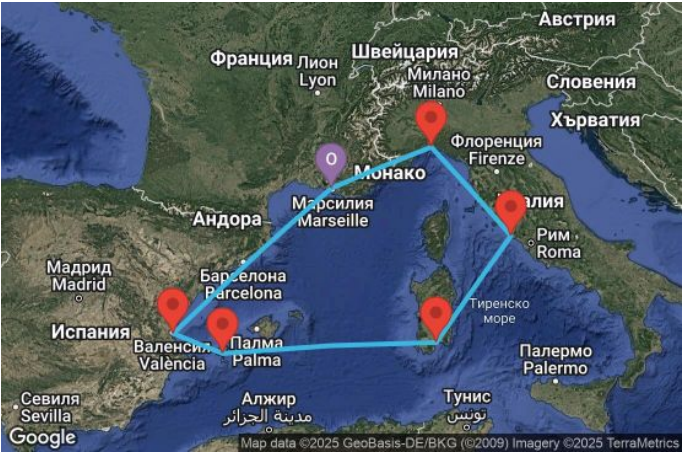 Австрия
Франция
Лион
Lyon
Швейцария
Милано
Milano
Словения
Хърватия
Флоренция
Firenze
O
Монако
Марсилия
Marseille
Андора
Рим
Roma
Мадрид
Madrid
Барселона
Barcelona
Тиренско
море
Испания
Валенсия
València
Палма
Palma
Палермо
Palermo
Севиля
Sevilla
Алжир
مدينة الجزائر
Тунис
تونس
Google
Map data ©2025 GeoBasis-DE/BKG (©2009) Imagery ©2025 TerraMetrics